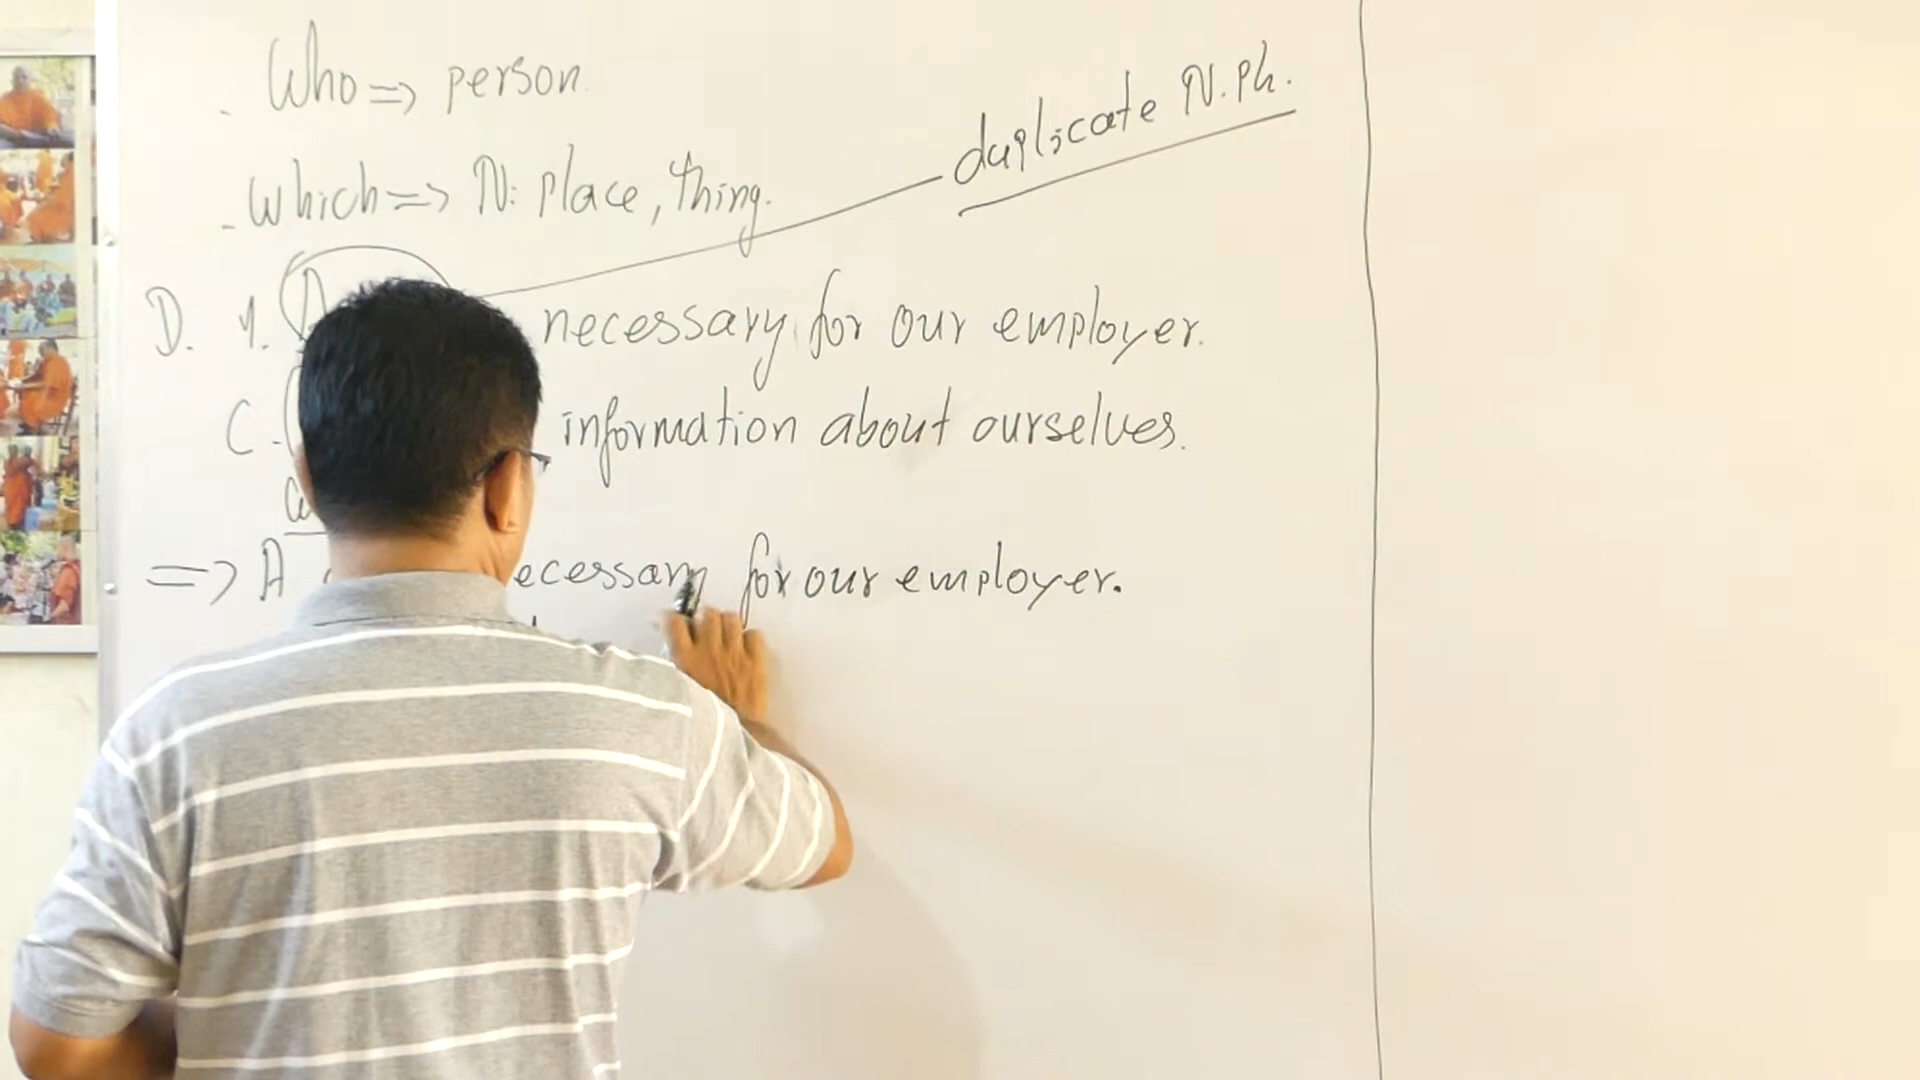 - Who => person.
duplicate N.Ph.
- which => N: place, thing.
D. 1. necessary for our employer.
C - information about ourselves.
=> A ecessary for our employer.